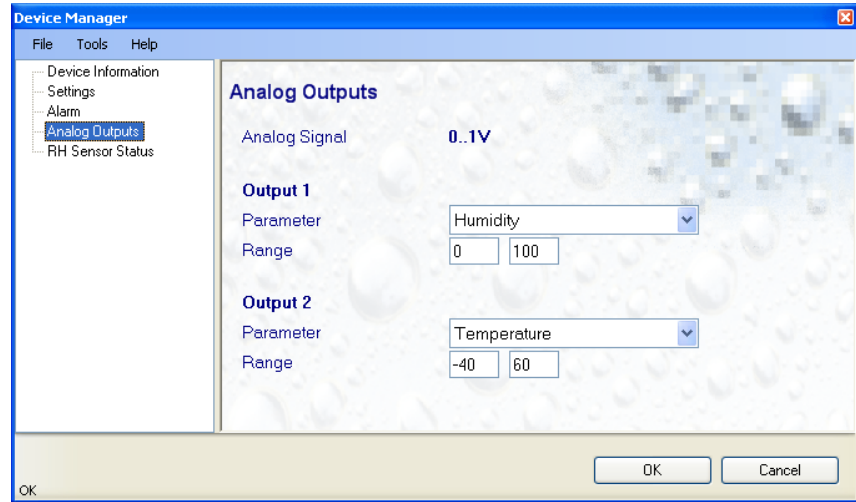 Device Manager
File Tools Help
Device Information
Settings
Alarm
Analog Outputs
RH Sensor Status
Analog Outputs
Analog Signal 0..1V
Output 1
Parameter Humidity
Range 0 100
Output 2
Parameter Temperature
Range -40 60
OK Cancel
OK